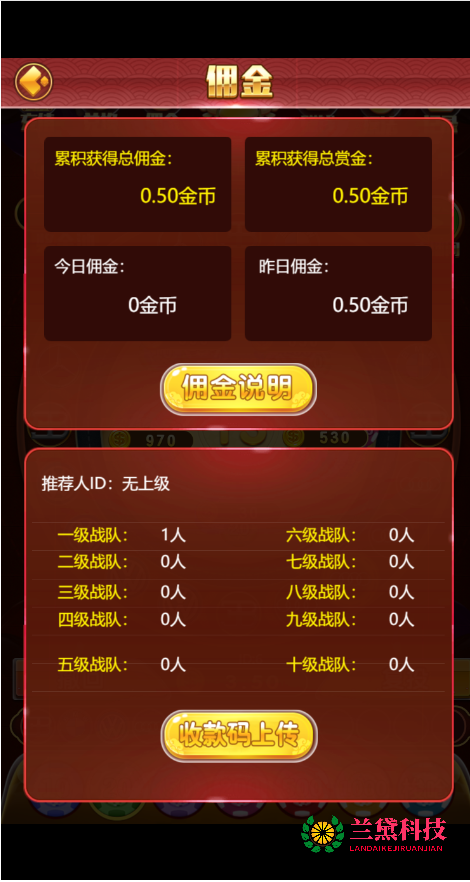 佣金
累积获得总佣金：
0.50金币
累积获得总赏金：
0.50金币
今日佣金：
0金币
昨日佣金：
0.50金币
佣金说明
970
530
推荐人ID：无上级
一级战队： 1人
六级战队： 0人
二级战队： 0人
七级战队： 0人
三级战队： 0人
八级战队： 0人
四级战队： 0人
九级战队： 0人
五级战队： 0人
十级战队： 0人
收款码上传
兰黛科技
LANDAIKEJIRUANJIAN